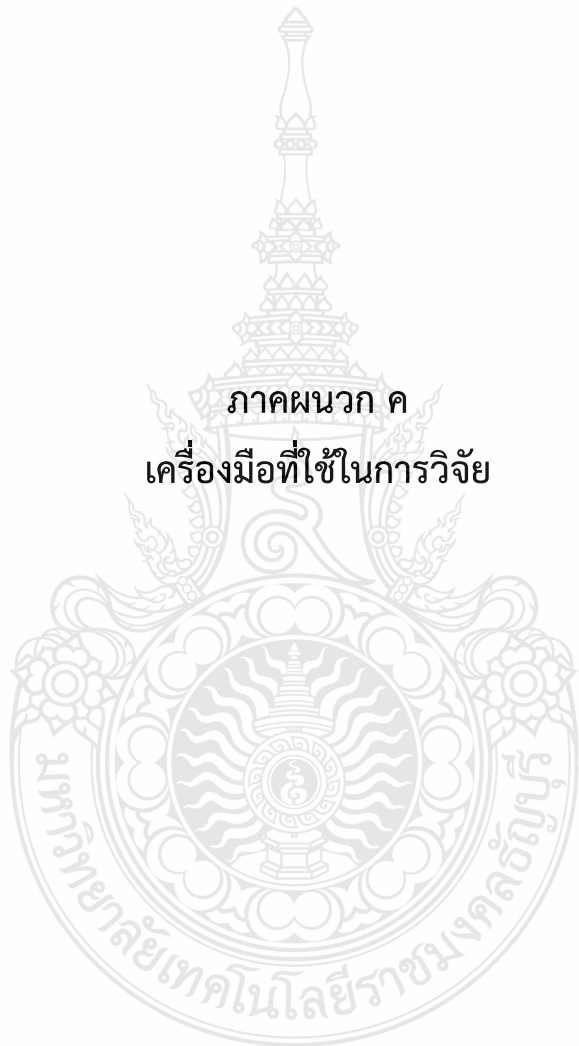 ภาคผนวก ค
เครื่องมือที่ใช้ในการวิจัย
มหาวิทยาลัยเทคโนโลยีราชมงคลธัญบุรี